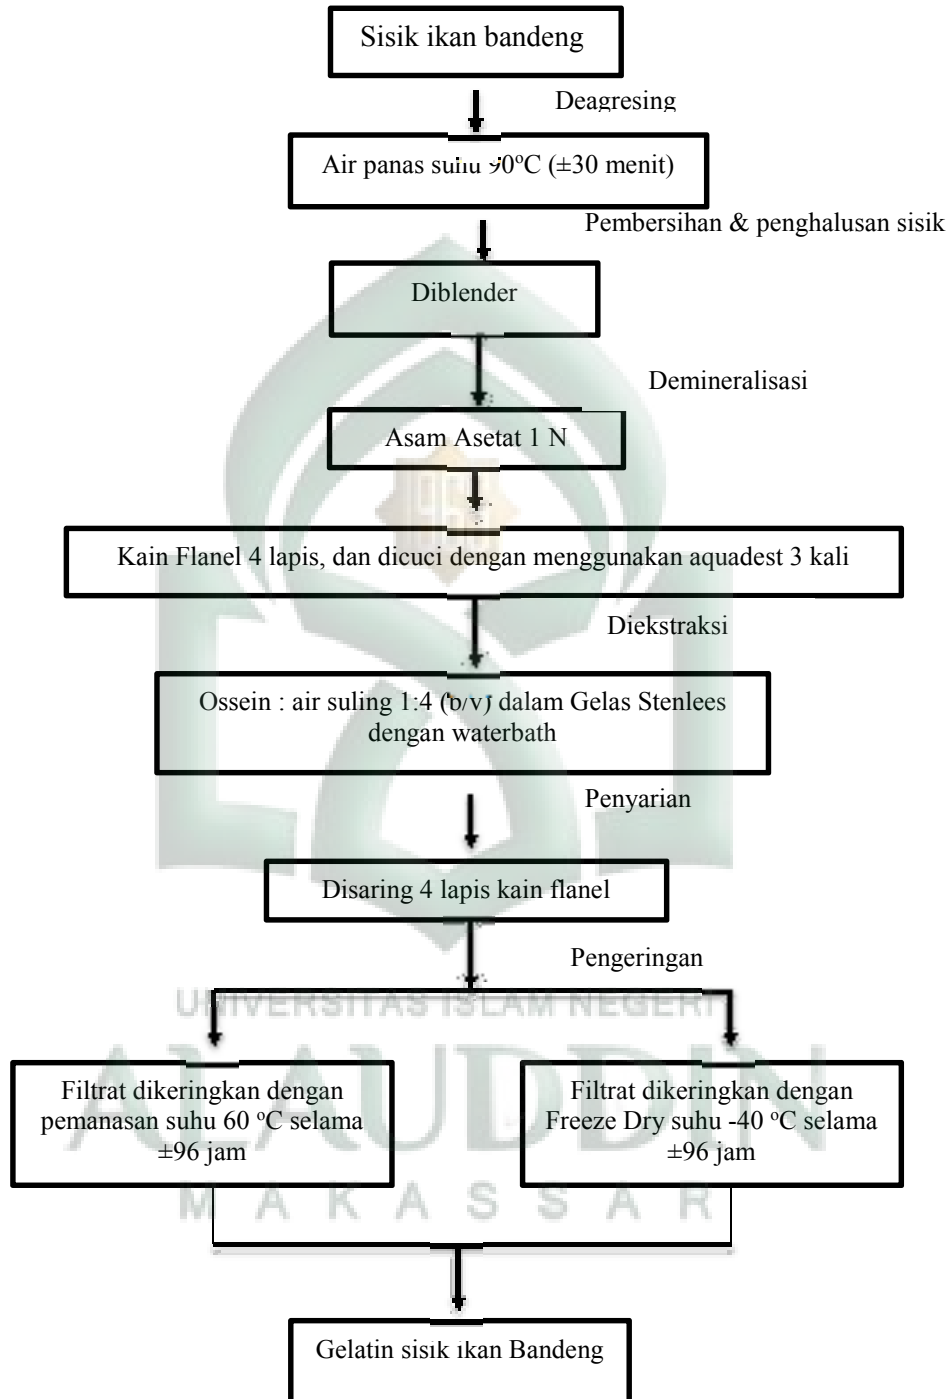 Sisik ikan bandeng
Deagresing
Air panas suhu 90°C (±30 menit)
Pembersihan & penghalusan sisik
Diblender
Demineralisasi
Asam Asetat 1 N
Kain Flanel 4 lapis, dan dicuci dengan menggunakan aquadest 3 kali
Diekstraksi
Ossein : air suling 1:4 (b/v) dalam Gelas Stenlees
dengan waterbath
Penyarian
Disaring 4 lapis kain flanel
Pengeringan
UNIVERSITAS ISLAM NEGERI
ALAUDDIN
Filtrat dikeringkan dengan
pemanasan suhu 60 °C selama
±96 jam
Filtrat dikeringkan dengan
Freeze Dry suhu -40 °C selama
±96 jam
MAKASSAR
Gelatin sisik ikan Bandeng